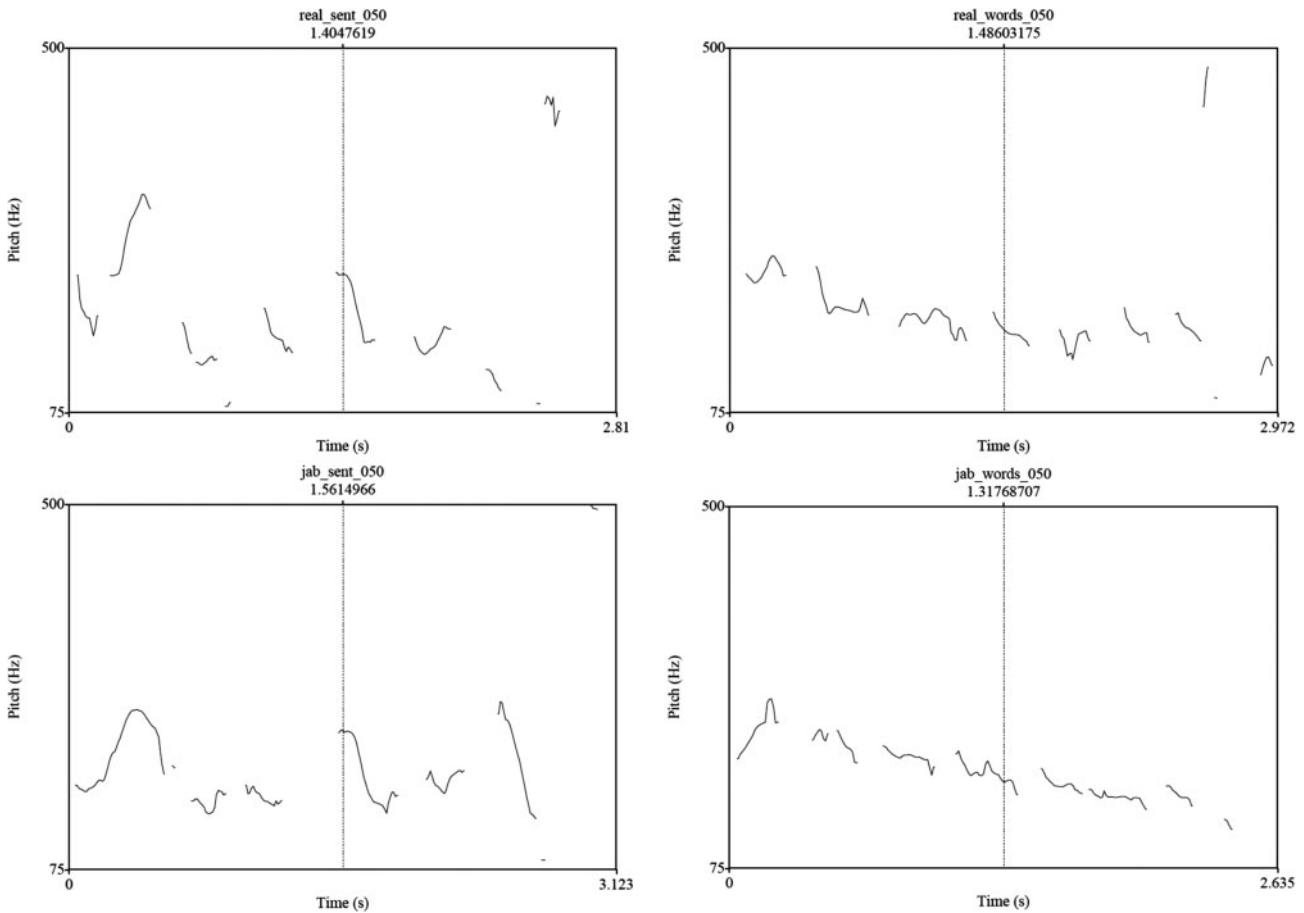 real_sent_050
1.4047619
500
Pitch (Hz)
75
0
2.81
Time (s)
real_words_050
1.48603175
500
Pitch (Hz)
75
0
2.972
Time (s)
jab_sent_050
1.5614966
500
Pitch (Hz)
75
0
3.123
Time (s)
jab_words_050
1.31768707
500
Pitch (Hz)
75
0
2.635
Time (s)